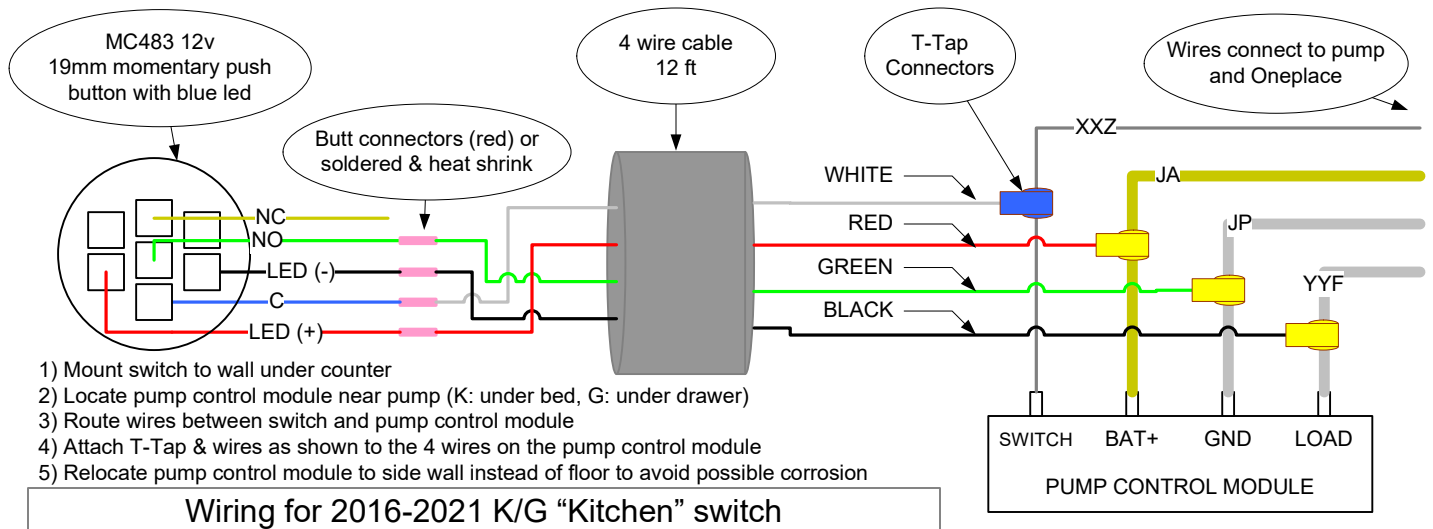 MC483 12v
19mm momentary push
button with blue led
4 wire cable
12 ft
T-Tap
Connectors
Wires connect to pump
and Oneplace
Butt connectors (red) or
soldered & heat shrink
XXZ
WHITE
JA
NC
RED
JP
NO
GREEN
LED (-)
YYF
C
BLACK
LED (+)
1) Mount switch to wall under counter
2) Locate pump control module near pump (K: under bed, G: under drawer)
3) Route wires between switch and pump control module
4) Attach T-Tap & wires as shown to the 4 wires on the pump control module
5) Relocate pump control module to side wall instead of floor to avoid possible corrosion
SWITCH BAT+ GND LOAD
PUMP CONTROL MODULE
Wiring for 2016-2021 K/G “Kitchen” switch